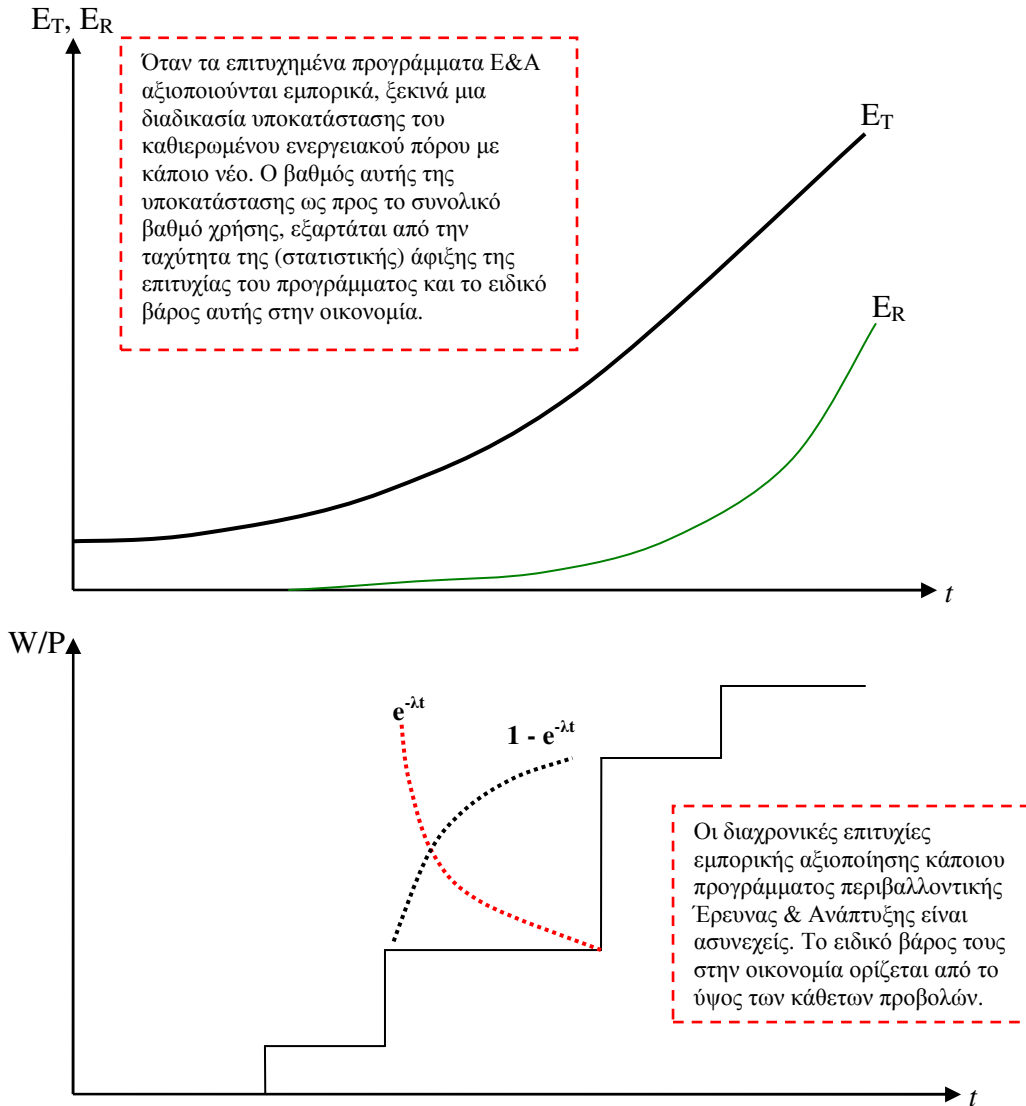 E_T, E_R
Όταν τα επιτυχημένα προγράμματα Ε&Α
αξιοποιούνται εμπορικά, ξεκινά μια
διαδικασία υποκατάστασης του
καθιερωμένου ενεργειακού πόρου με
κάποιο νέο. Ο βαθμός αυτής της
υποκατάστασης ως προς το συνολικό
βαθμό χρήσης, εξαρτάται από την
ταχύτητα της (στατιστικής) άφιξης της
επιτυχίας του προγράμματος και το ειδικό
βάρος αυτής στην οικονομία.
E_T
E_R
t
W/P
e^{-λt}
1 - e^{-λt}
Οι διαχρονικές επιτυχίες
εμπορικής αξιοποίησης κάποιου
προγράμματος περιβαλλοντικής
Έρευνας & Ανάπτυξης είναι
ασυνεχείς. Το ειδικό βάρος τους
στην οικονομία ορίζεται από το
ύψος των κάθετων προβολών.
t